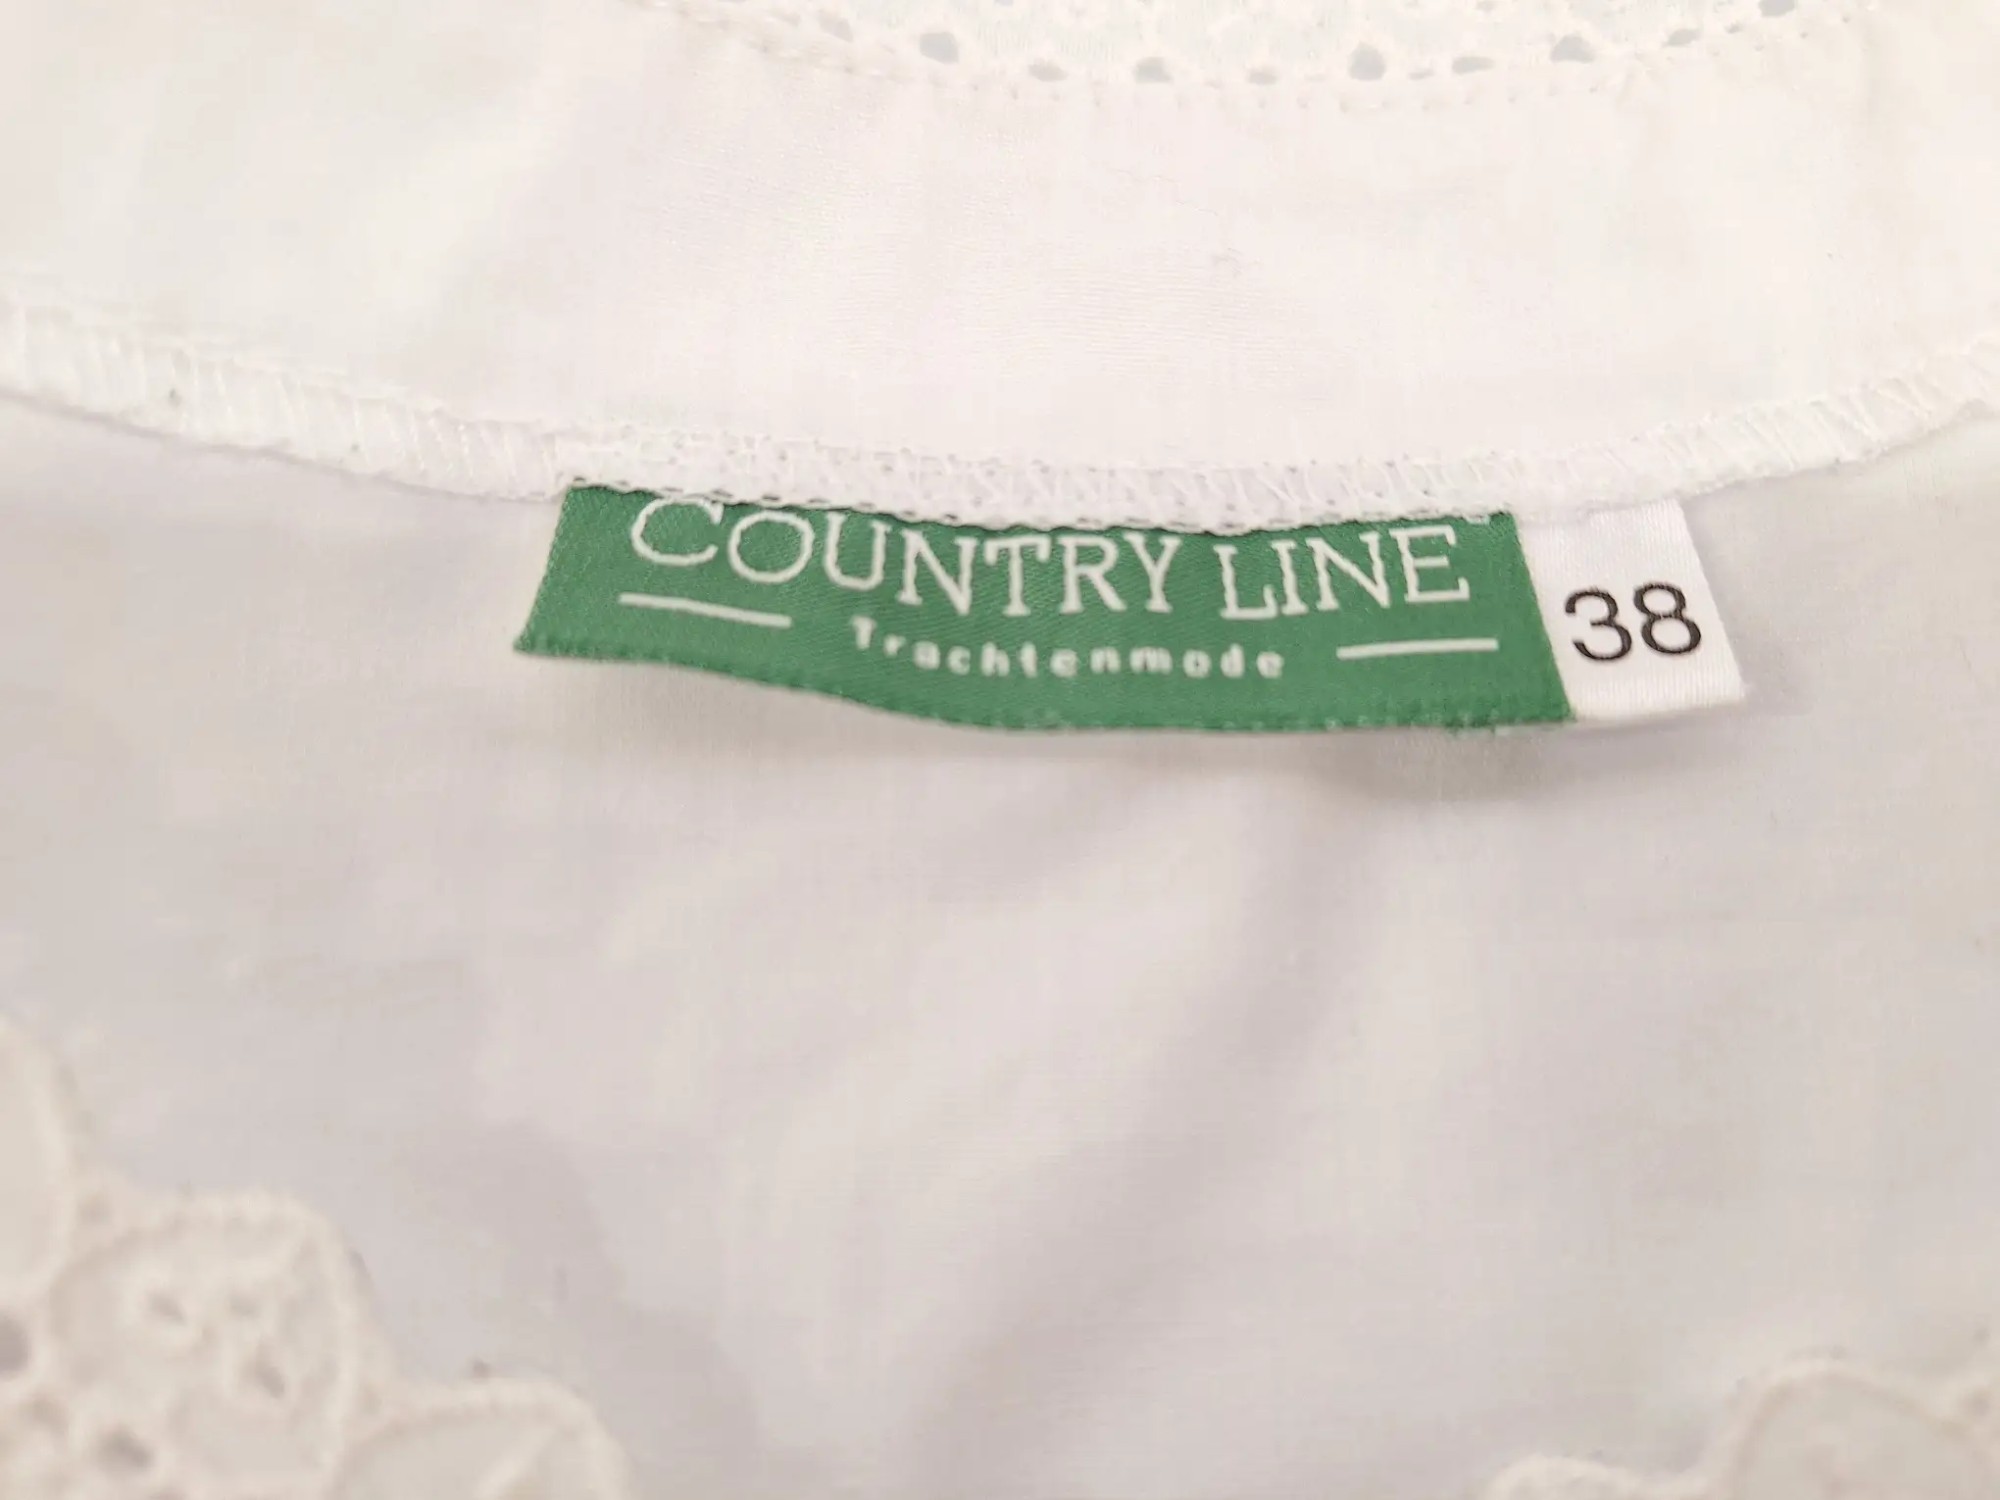 COUNTRY LINE
Trachtenmode
38